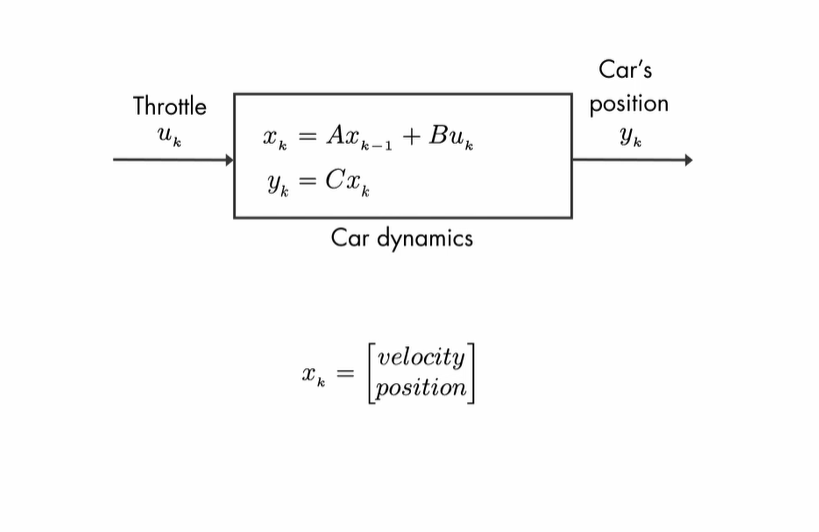 Throttle
u_k
x_k = Ax_{k-1} + Bu_k
y_k = Cx_k
Car's
position
y_k
Car dynamics
x_k = [velocity
position]